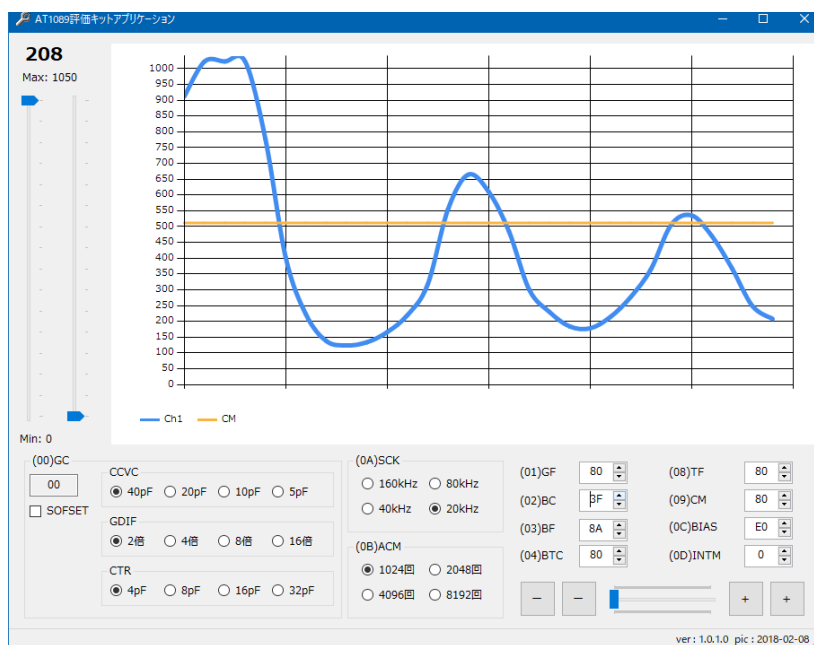 AT1089評価キットアプリケーション
208
Max: 1050
1000
950
900
850
800
750
700
650
600
550
500
450
400
350
300
250
200
150
100
50
0
Ch1 CM
Min: 0
(00)GC
00
SOFSET
CCVC
40pF 20pF 10pF 5pF
GDIF
2倍 4倍 8倍 16倍
CTR
4pF 8pF 16pF 32pF
(0A)SCK
160kHz 80kHz
40kHz 20kHz
(0B)ACM
1024回 2048回
4096回 8192回
(01)GF 80 (08)TF 80
(02)BC 3F (09)CM 80
(03)BF 8A (0C)BIAS E0
(04)BTC 80 (0D)INTM 0
− − + +
ver : 1.0.1.0 pic : 2018-02-08